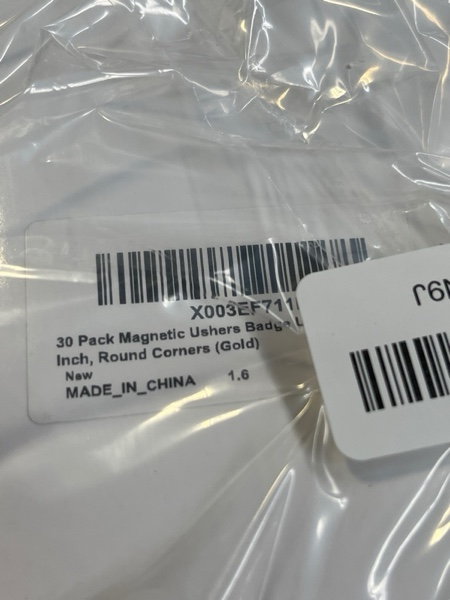 X003EF711
30 Pack Magnetic Ushers Badge
Inch, Round Corners (Gold)
New
MADE_IN_CHINA 1.6